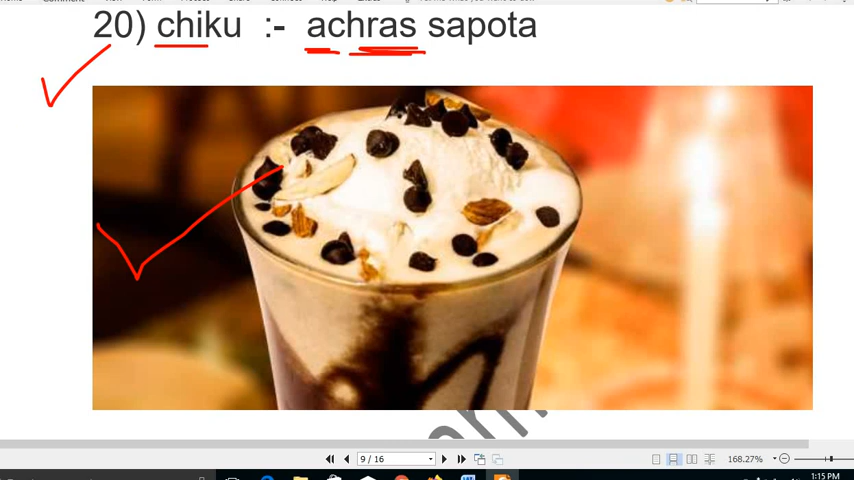 20) chiku :- achras sapota
9 / 16
168.27%
1:15 PM